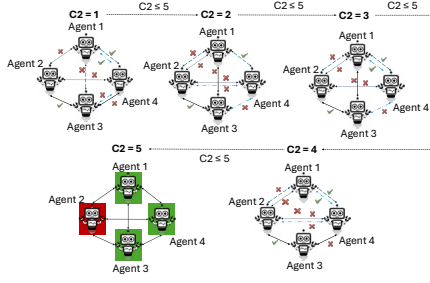 C2 = 1 C2 ≤ 5 C2 = 2 C2 ≤ 5 C2 = 3 C2 ≤ 5
Agent 1 Agent 1 Agent 1
Agent 2 Agent 2 Agent 2
Agent 4 Agent 4 Agent 4
Agent 3 Agent 3 Agent 3
C2 = 5 C2 ≤ 5 C2 = 4
Agent 1 Agent 1
Agent 2 Agent 2
Agent 4 Agent 4
Agent 3 Agent 3